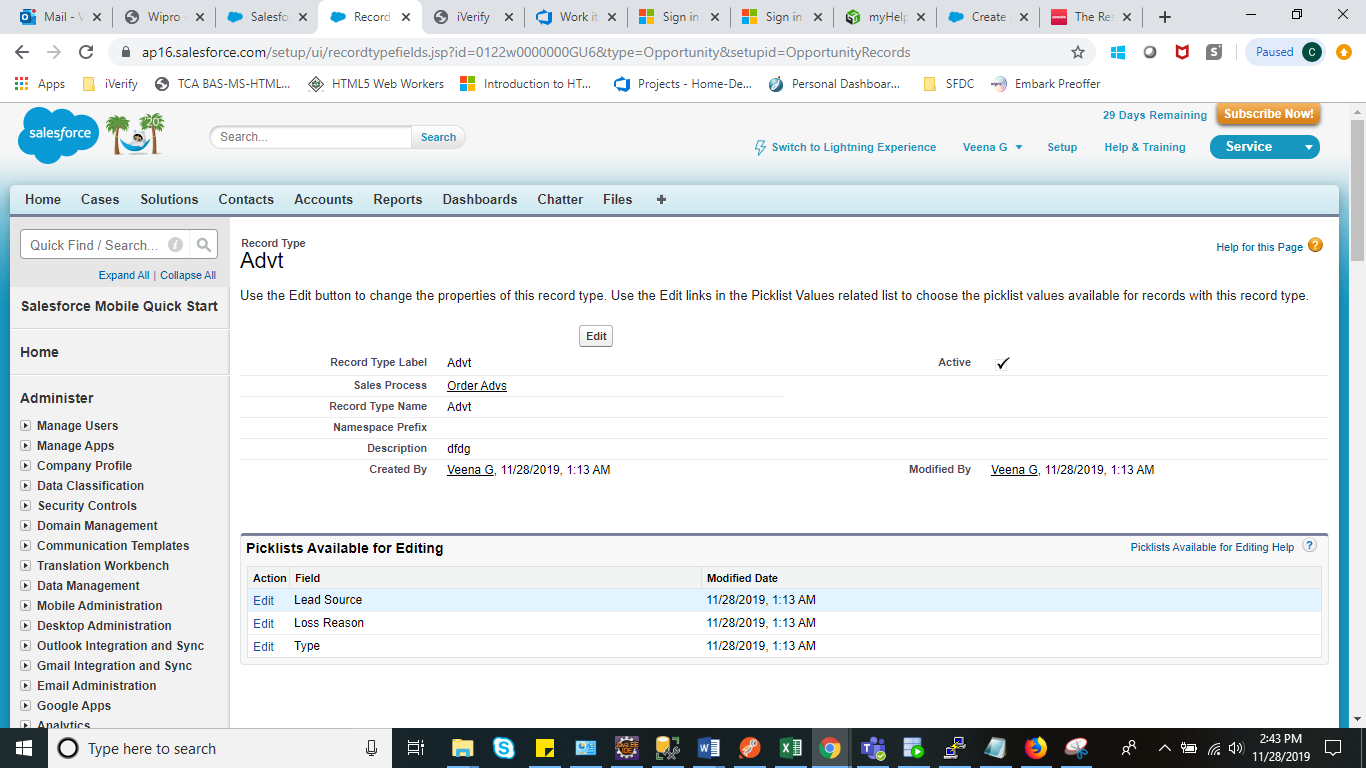 Mail - V
Wipro -
Salesfo
Record
iVerify
Work it
Sign in
Sign in
myHelp
Create
The Re
ap16.salesforce.com/setup/ui/recordtypefields.jsp?id=0122w0000000GU6&type=Opportunity&setupid=OpportunityRecords
S
Paused
C
Apps
iVerify
TCA BAS-MS-HTML...
HTML5 Web Workers
Introduction to HT...
Projects - Home-De...
Personal Dashboar...
SFDC
Embark Preoffer
salesforce
20
Search...
Search
29 Days Remaining
Subscribe Now!
Switch to Lightning Experience
Veena G
Setup
Help & Training
Service
Home Cases Solutions Contacts Accounts Reports Dashboards Chatter Files +
Quick Find / Search...
Expand All | Collapse All
Salesforce Mobile Quick Start
Home
Administer
Manage Users
Manage Apps
Company Profile
Data Classification
Security Controls
Domain Management
Communication Templates
Translation Workbench
Data Management
Mobile Administration
Desktop Administration
Outlook Integration and Sync
Gmail Integration and Sync
Email Administration
Google Apps
Analytics
Record Type
Advt
Help for this Page ?
Use the Edit button to change the properties of this record type. Use the Edit links in the Picklist Values related list to choose the picklist values available for records with this record type.
Edit
Record Type Label Advt Active
Sales Process Order Advs
Record Type Name Advt
Namespace Prefix
Description dfdg
Created By Veena G, 11/28/2019, 1:13 AM Modified By Veena G, 11/28/2019, 1:13 AM
Picklists Available for Editing
Picklists Available for Editing Help ?
Action Field Modified Date
Edit Lead Source 11/28/2019, 1:13 AM
Edit Loss Reason 11/28/2019, 1:13 AM
Edit Type 11/28/2019, 1:13 AM
Type here to search
2:43 PM
11/28/2019